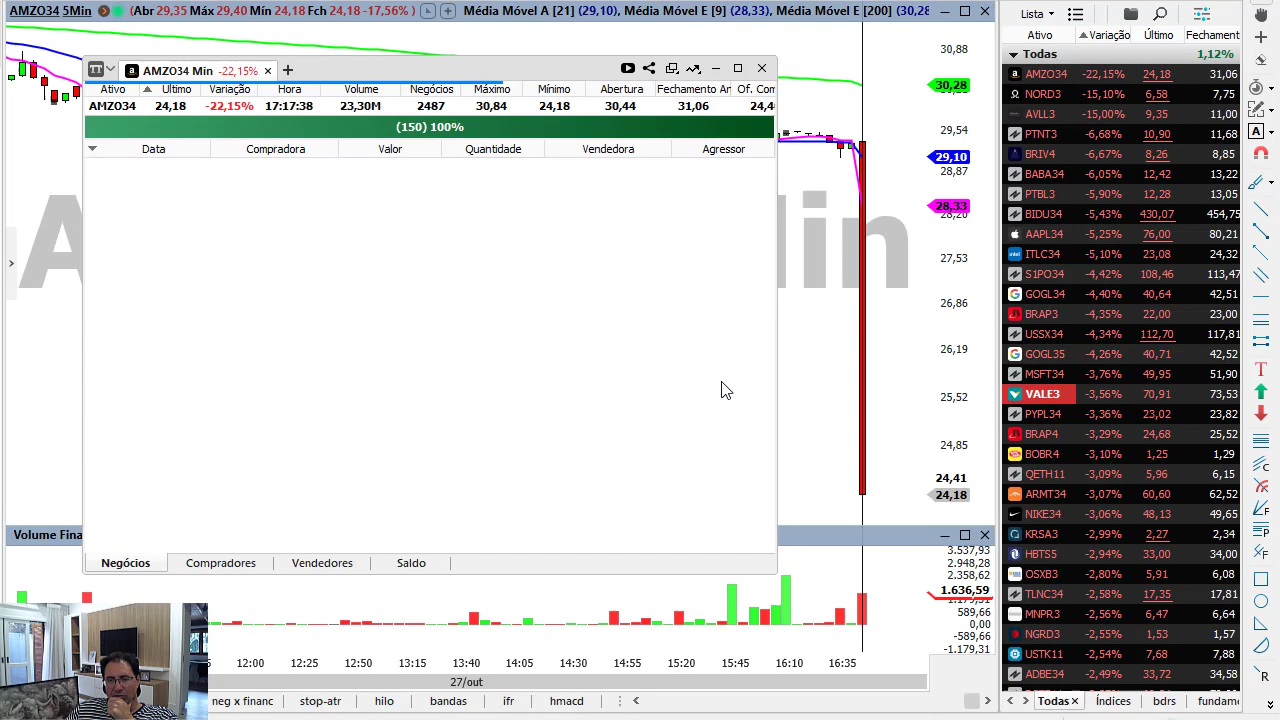 AMZO34 5Min (Abr 29,35 Máx 29,40 Min 24,18 Fch 24,18 -17,56% ) Média Móvel A [21] (29,10) Média Móvel E [9] (28,33) Média Móvel E [200] (30,28
TT AMZO34 Min -22,15% × +
Ativo Último Variação Hora Volume Negócios Máximo Mínimo Abertura Fechamento An Of. Com
AMZO34 24,18 -22,15% 17:17:38 23,30M 2487 30,84 24,18 30,44 31,06 24,4
(150) 100%
Data Compradora Valor Quantidade Vendedora Agressor
Negócios Compradores Vendedores Saldo
30,88
30,28
29,54
29,10
28,87
28,33
28,20
27,53
26,86
26,19
25,52
24,85
24,41
24,18
Volume Fina
3.537,93
2.948,28
2.358,62
1.636,59
589,66
0,00
-589,66
-1.179,31
12:00 12:25 12:50 13:15 13:40 14:05 14:30 14:55 15:20 15:45 16:10 16:35
27/out
neg x financ stop-atr hilo bandas ifr hmacd
Lista
Ativo Variação Último Fechament
Todas 1,12%
AMZO34 -22,15% 24,18 31,06
NORD3 -15,10% 6,58 7,75
AVLL3 -15,00% 9,35 11,00
PTNT3 -6,68% 10,90 11,68
BRIV4 -6,67% 8,26 8,85
BABA34 -6,05% 12,42 13,22
PTBL3 -5,90% 12,28 13,05
BIDU34 -5,43% 430,07 454,75
AAPL34 -5,25% 76,00 80,21
ITLC34 -5,10% 23,08 24,32
S1PO34 -4,42% 108,46 113,47
GOGL34 -4,40% 40,64 42,51
BRAP3 -4,35% 22,00 23,00
USSX34 -4,34% 112,70 117,81
GOGL35 -4,26% 40,71 42,52
MSFT34 -3,76% 49,95 51,90
VALE3 -3,56% 70,91 73,53
PYPL34 -3,36% 23,02 23,82
BRAP4 -3,29% 24,68 25,52
BOBR4 -3,10% 1,25 1,29
QETH11 -3,09% 5,96 6,15
ARMT34 -3,07% 60,60 62,52
NIKE34 -3,06% 48,13 49,65
KRSA3 -2,99% 2,27 2,34
HBTS5 -2,94% 33,00 34,00
OSXB3 -2,80% 5,91 6,08
TLNC34 -2,58% 17,35 17,81
MNPR3 -2,56% 6,47 6,64
NGRD3 -2,55% 1,53 1,57
USTK11 -2,54% 7,68 7,88
ADBE34 -2,49% 33,72 34,58
Todas × Índices bdrs fundame